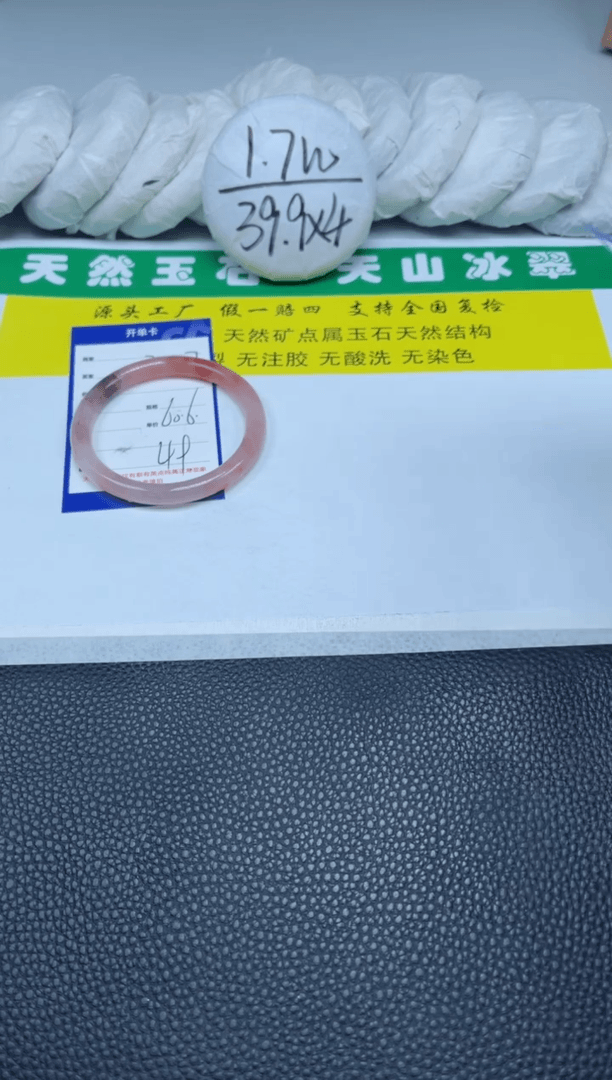 1.7W
39.9X4
天然玉石 天山冰翠
源头工厂 假一赔四 支持全国复检
天然矿点属玉石天然结构
无注胶 无酸洗 无染色
开单卡
60.6
49